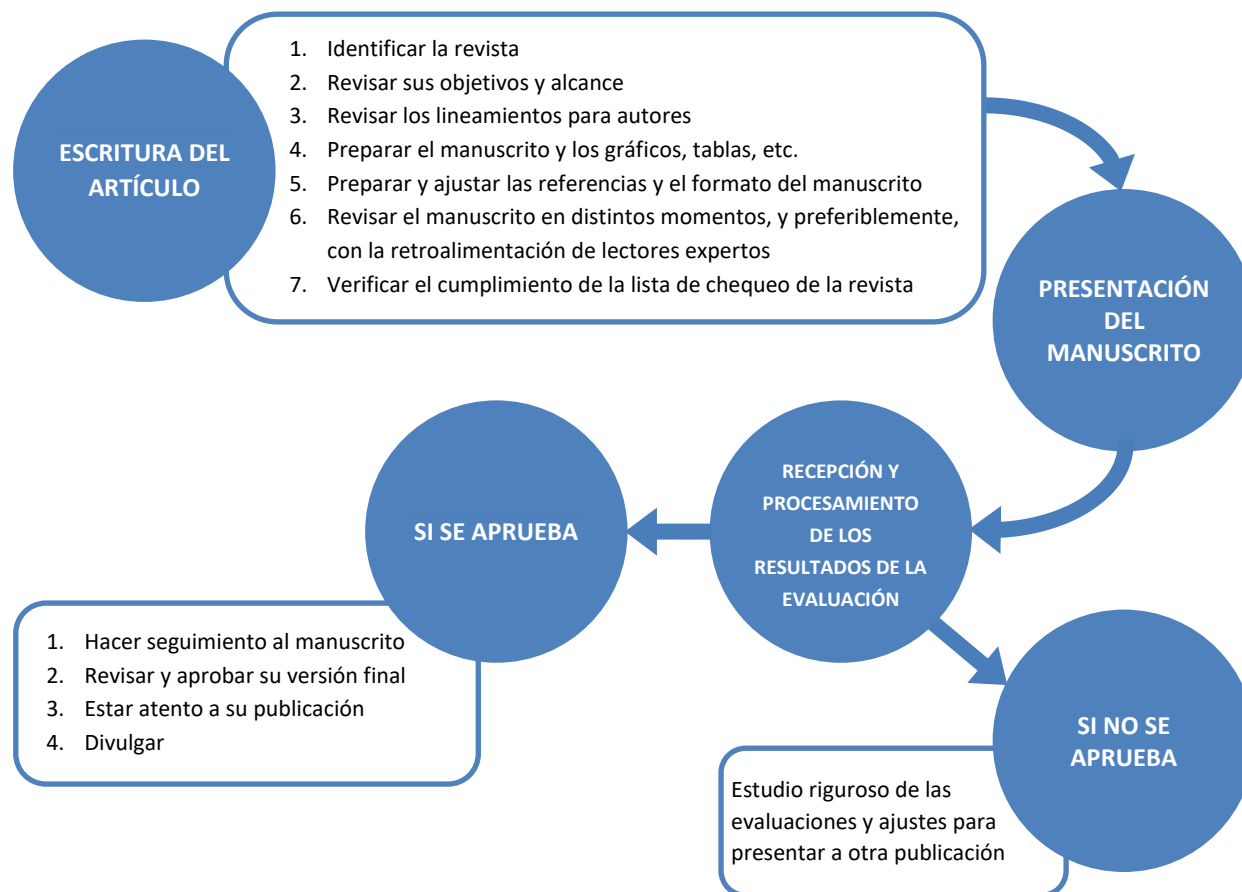 ESCRITURA DEL
ARTÍCULO
1. Identificar la revista
2. Revisar sus objetivos y alcance
3. Revisar los lineamientos para autores
4. Preparar el manuscrito y los gráficos, tablas, etc.
5. Preparar y ajustar las referencias y el formato del manuscrito
6. Revisar el manuscrito en distintos momentos, y preferiblemente,
con la retroalimentación de lectores expertos
7. Verificar el cumplimiento de la lista de chequeo de la revista
PRESENTACIÓN
DEL
MANUSCRITO
RECEPCIÓN Y
PROCESAMIENTO
DE LOS
RESULTADOS DE LA
EVALUACIÓN
SI SE APRUEBA
1. Hacer seguimiento al manuscrito
2. Revisar y aprobar su versión final
3. Estar atento a su publicación
4. Divulgar
SI NO SE
APRUEBA
Estudio riguroso de las
evaluaciones y ajustes para
presentar a otra publicación